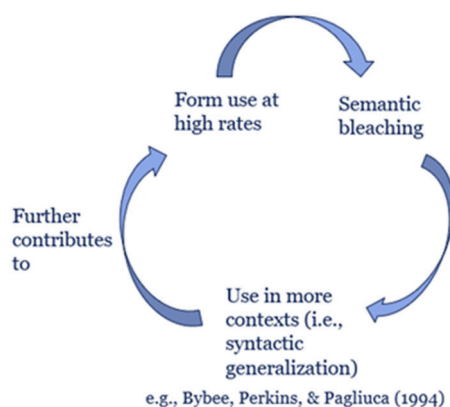 Form use at
high rates
Semantic
bleaching
Further
contributes
to
Use in more
contexts (i.e.,
syntactic
generalization)
e.g., Bybee, Perkins, & Pagliuca (1994)